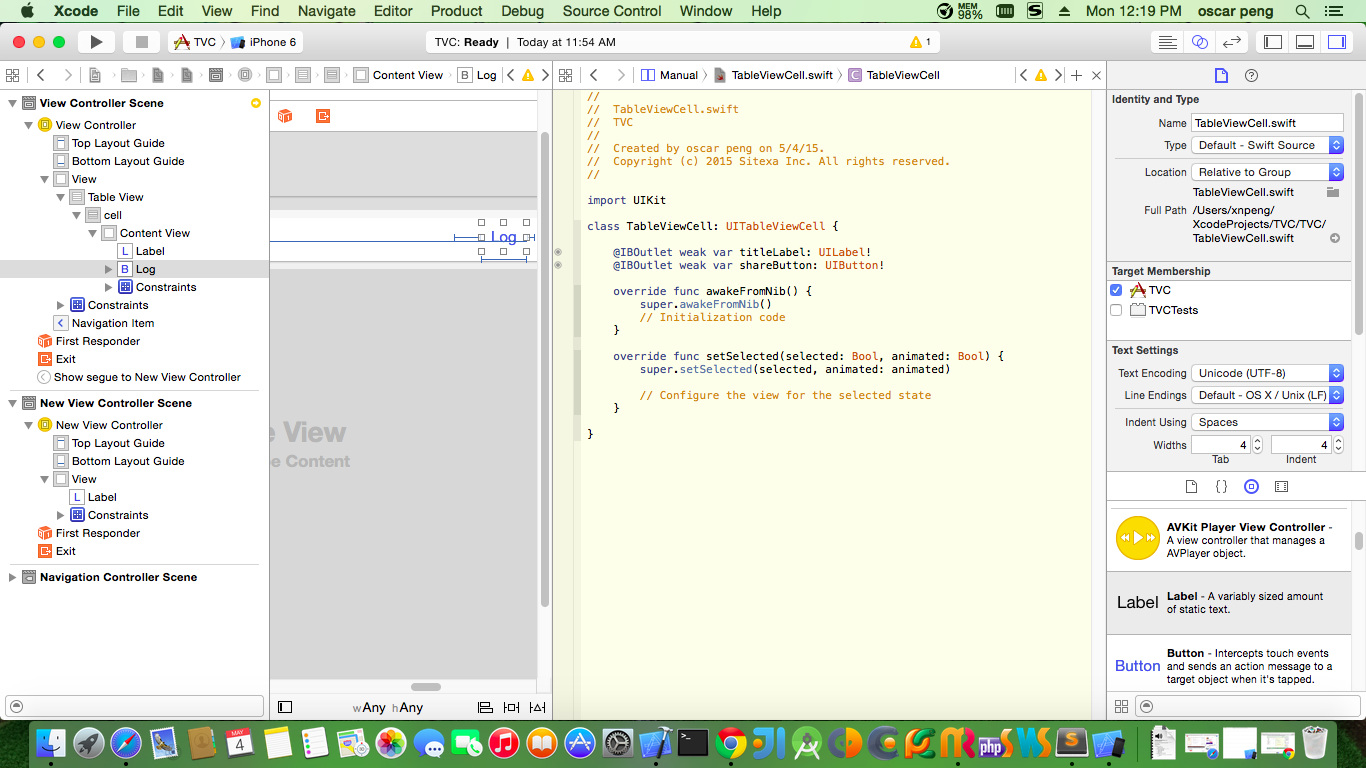 Xcode File Edit View Find Navigate Editor Product Debug Source Control Window Help MEM 98% S Mon 12:19 PM oscar peng
TVC iPhone 6 TVC: Ready | Today at 11:54 AM 1
Content View B Log Manual TableViewCell.swift C TableViewCell
View Controller Scene
View Controller
Top Layout Guide
Bottom Layout Guide
View
Table View
cell
Content View
L Label
B Log
Constraints
Constraints
Navigation Item
First Responder
Exit
Show segue to New View Controller
New View Controller Scene
New View Controller
Top Layout Guide
Bottom Layout Guide
View
L Label
Constraints
First Responder
Exit
Navigation Controller Scene
Log
e View
e Content
wAny hAny
//
//  TableViewCell.swift
//  TVC
//
//  Created by oscar peng on 5/4/15.
//  Copyright (c) 2015 Sitexa Inc. All rights reserved.
//
import UIKit
class TableViewCell: UITableViewCell {
@IBOutlet weak var titleLabel: UILabel!
@IBOutlet weak var shareButton: UIButton!
override func awakeFromNib() {
super.awakeFromNib()
// Initialization code
}
override func setSelected(selected: Bool, animated: Bool) {
super.setSelected(selected, animated: animated)
// Configure the view for the selected state
}
}
Identity and Type
Name TableViewCell.swift
Type Default - Swift Source
Location Relative to Group
TableViewCell.swift
Full Path /Users/xnpeng/
XcodeProjects/TVC/TVC/
TableViewCell.swift
Target Membership
TVC
TVCTests
Text Settings
Text Encoding Unicode (UTF-8)
Line Endings Default - OS X / Unix (LF)
Indent Using Spaces
Widths 4 4
Tab Indent
{}
AVKit Player View Controller -
A view controller that manages a
AVPlayer object.
Label Label - A variably sized amount
of static text.
Button Button - Intercepts touch events
and sends an action message to a
target object when it's tapped.
MAY
4
php